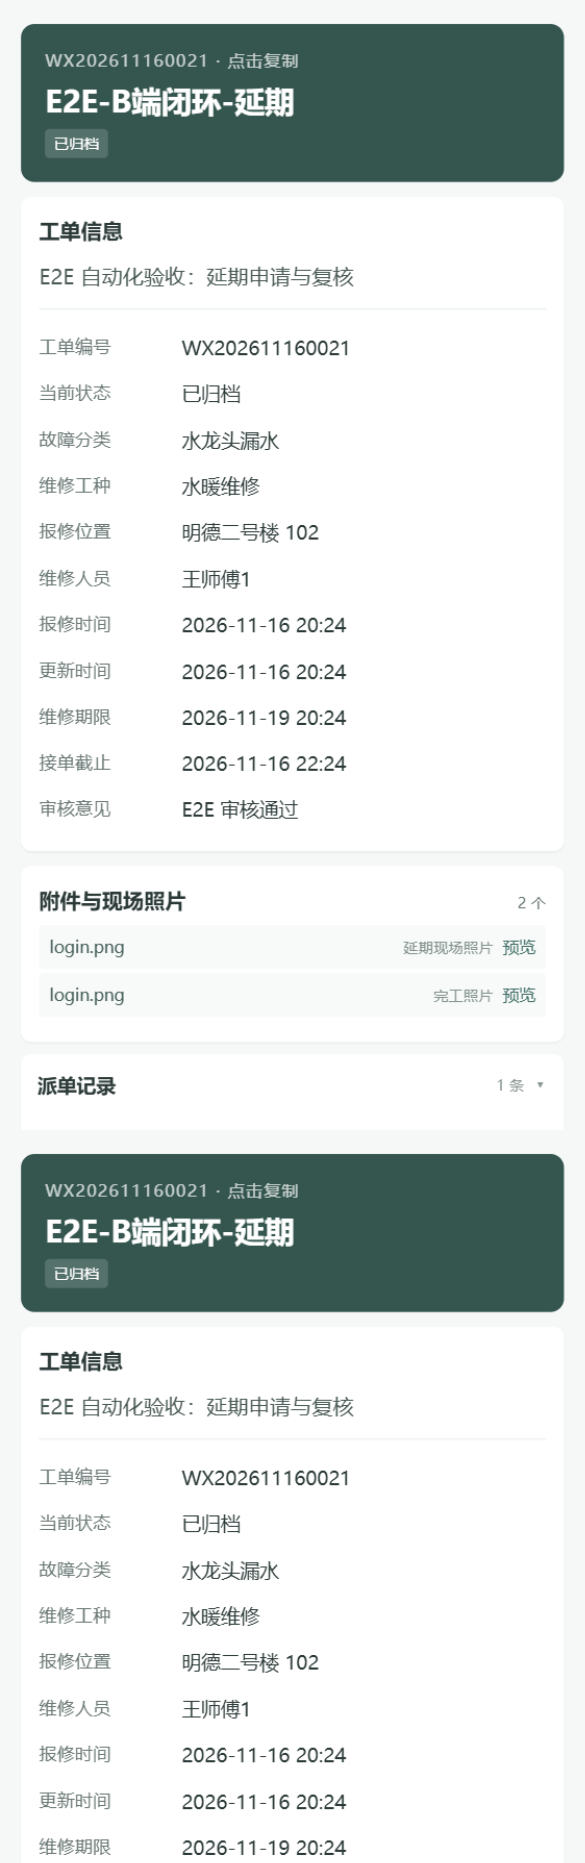 WX202611160021 · 点击复制
E2E-B端闭环-延期
已归档
工单信息
E2E 自动化验收：延期申请与复核
工单编号 WX202611160021
当前状态 已归档
故障分类 水龙头漏水
维修工种 水暖维修
报修位置 明德二号楼 102
维修人员 王师傅1
报修时间 2026-11-16 20:24
更新时间 2026-11-16 20:24
维修期限 2026-11-19 20:24
接单截止 2026-11-16 22:24
审核意见 E2E 审核通过
附件与现场照片 2 个
login.png 延期现场照片 预览
login.png 完工照片 预览
派单记录 1 条 ▾
WX202611160021 · 点击复制
E2E-B端闭环-延期
已归档
工单信息
E2E 自动化验收：延期申请与复核
工单编号 WX202611160021
当前状态 已归档
故障分类 水龙头漏水
维修工种 水暖维修
报修位置 明德二号楼 102
维修人员 王师傅1
报修时间 2026-11-16 20:24
更新时间 2026-11-16 20:24
维修期限 2026-11-19 20:24